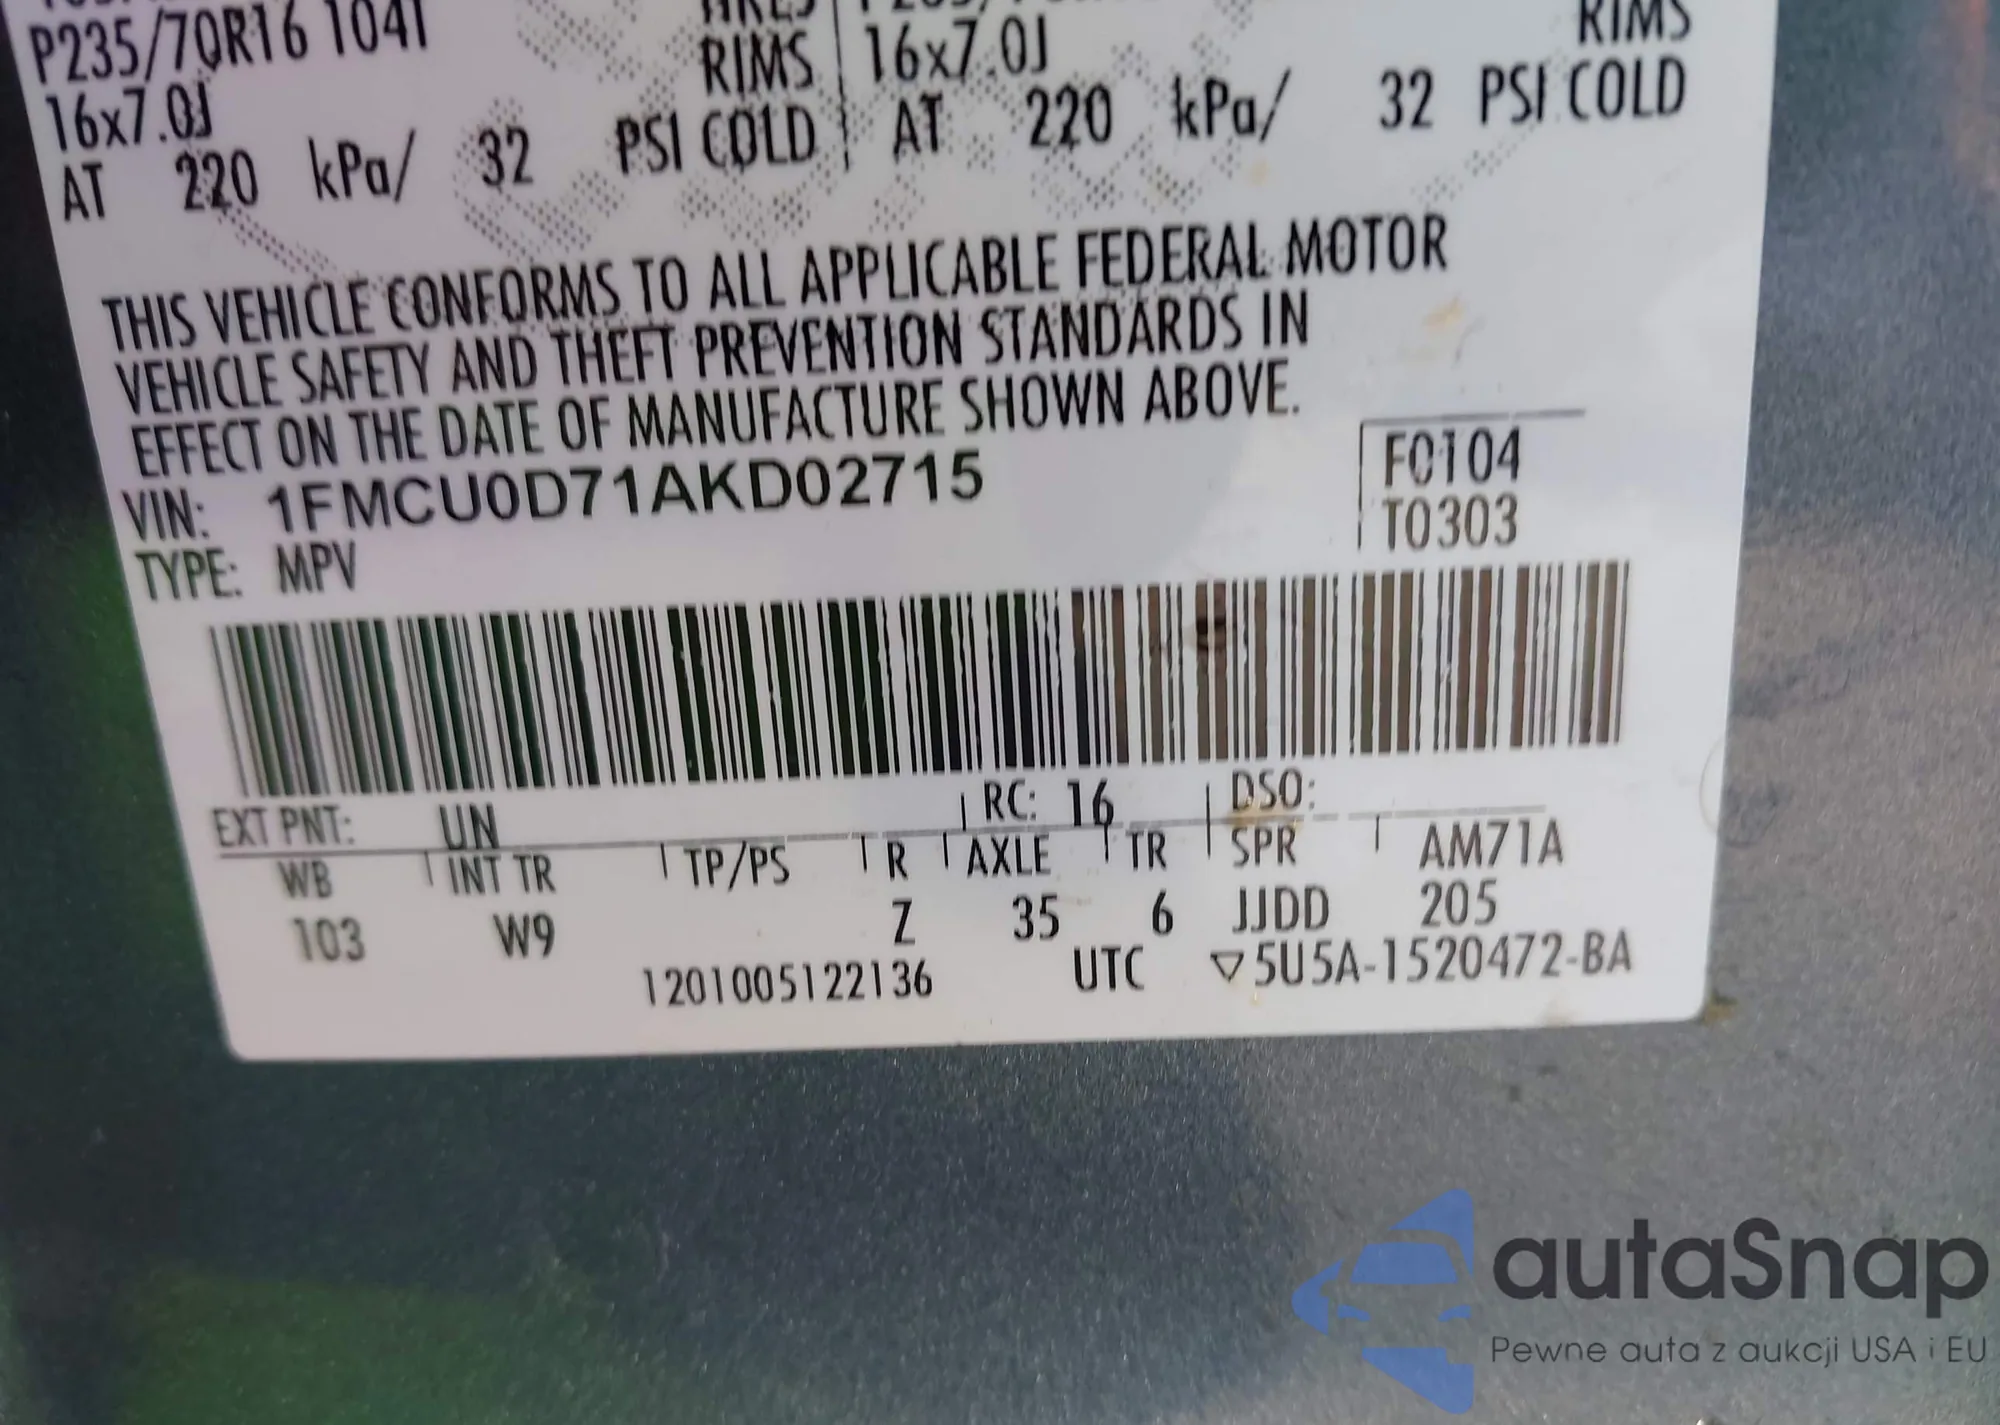 P235/70R16 104T
16x7.0J
AT 220 kPa/ 32 PSI COLD
RIMS
16x7.0J
AT 220 kPa/ 32 PSI COLD
RIMS
THIS VEHICLE CONFORMS TO ALL APPLICABLE FEDERAL MOTOR
VEHICLE SAFETY AND THEFT PREVENTION STANDARDS IN
EFFECT ON THE DATE OF MANUFACTURE SHOWN ABOVE.
VIN: 1FMCU0D71AKD02715
TYPE: MPV
F0104
T0303
EXT PNT: UN RC: 16 DSO:
WB INT TR TP/PS R AXLE TR SPR AM71A
103 W9 Z 35 6 JJDD 205
1201005122136 UTC ▽5U5A-1520472-BA
autaSnap
Pewne auta z aukcji USA i EU